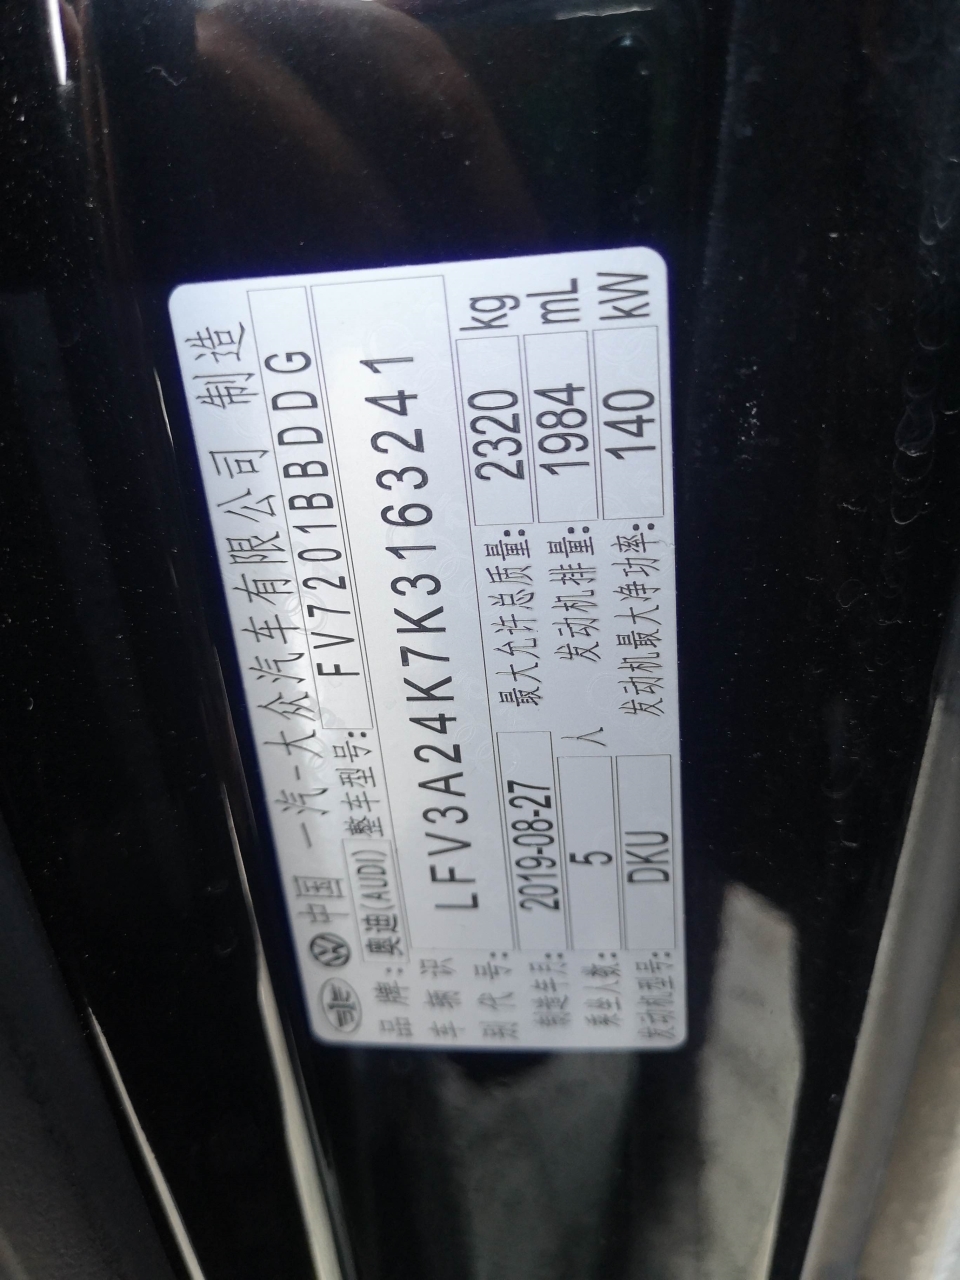 中国 一汽-大众汽车有限公司 制造
品牌: 奥迪(AUDI) 整车型号: FV7201BBDDG
车辆识别代号: LFV3A24K7K3163241
制造年月: 2019-08-27 最大允许总质量: 2320 kg
乘坐人数: 5 人 发动机排量: 1984 mL
发动机型号: DKU 发动机最大净功率: 140 kW